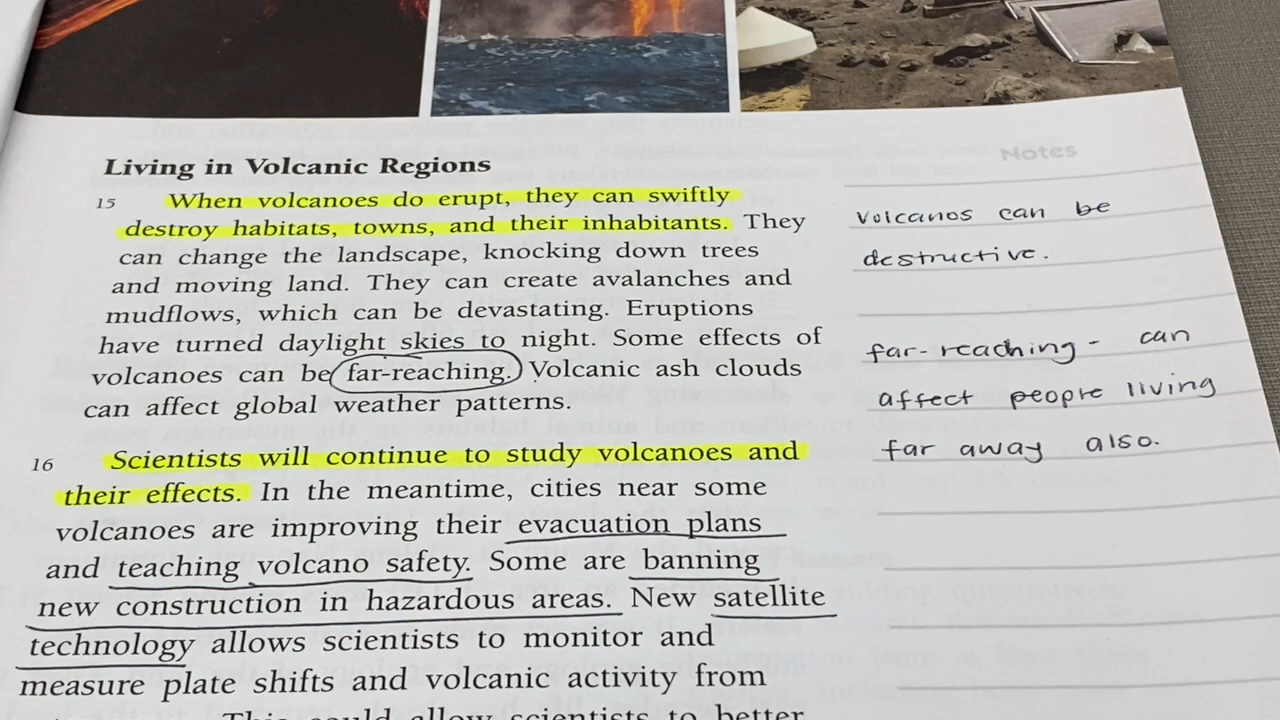 Living in Volcanic Regions
Notes
15 When volcanoes do erupt, they can swiftly
destroy habitats, towns, and their inhabitants. They
can change the landscape, knocking down trees
and moving land. They can create avalanches and
mudflows, which can be devastating. Eruptions
have turned daylight skies to night. Some effects of
volcanoes can be far-reaching. Volcanic ash clouds
can affect global weather patterns.
volcanos can be
destructive.
far-reaching- can
affect people living
far away also.
16 Scientists will continue to study volcanoes and
their effects. In the meantime, cities near some
volcanoes are improving their evacuation plans
and teaching volcano safety. Some are banning
new construction in hazardous areas. New satellite
technology allows scientists to monitor and
measure plate shifts and volcanic activity from
This could allow scientists to better